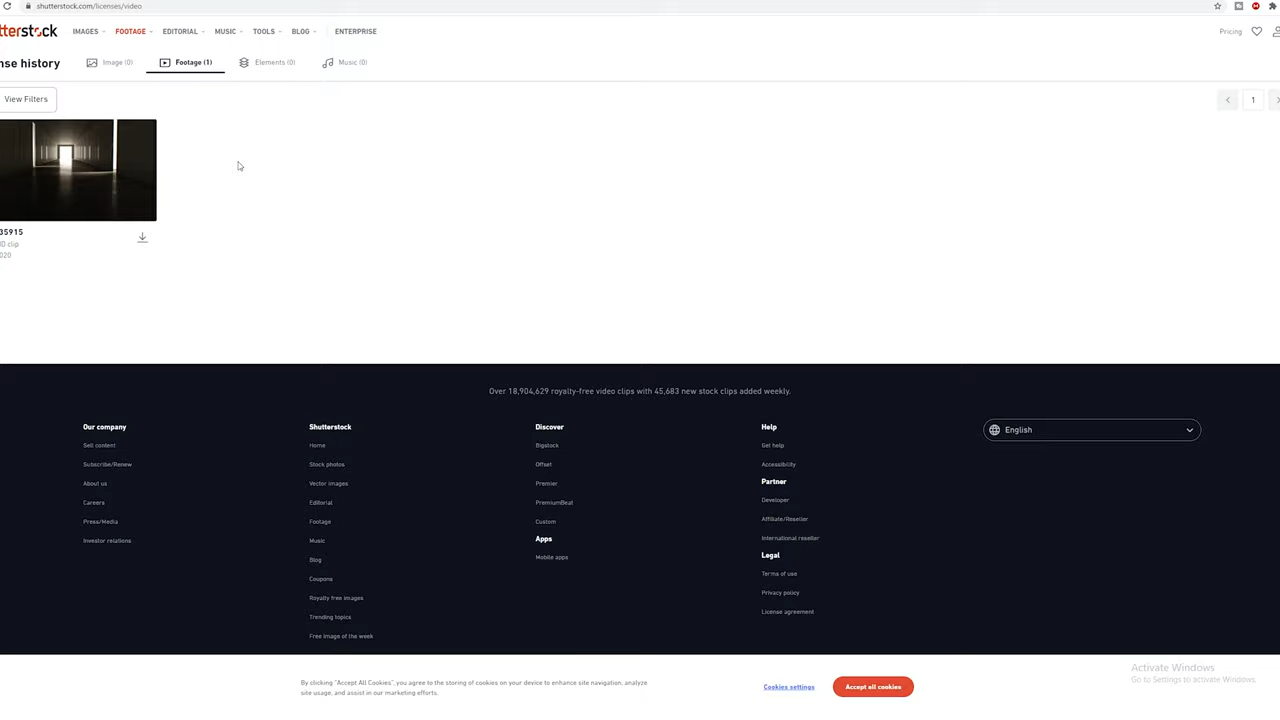 shutterstock.com/licenses/video
tterstock IMAGES FOOTAGE EDITORIAL MUSIC TOOLS BLOG ENTERPRISE Pricing
nse history Image (0) Footage (1) Elements (0) Music (0)
View Filters 1
35915
D clip
020
Over 18,904,629 royalty-free video clips with 45,683 new stock clips added weekly.
Our company
Sell content
Subscribe/Renew
About us
Careers
Press/Media
Investor relations
Shutterstock
Home
Stock photos
Vector images
Editorial
Footage
Music
Blog
Coupons
Royalty free images
Trending topics
Free image of the week
Discover
Bigstock
Offset
Premier
PremiumBeat
Custom
Apps
Mobile apps
Help
Get help
Accessibility
Partner
Developer
Affiliate/Reseller
International reseller
Legal
Terms of use
Privacy policy
License agreement
English
By clicking "Accept All Cookies", you agree to the storing of cookies on your device to enhance site navigation, analyze
site usage, and assist in our marketing efforts.
Cookies settings
Accept all cookies
Activate Windows
Go to Settings to activate Windows.